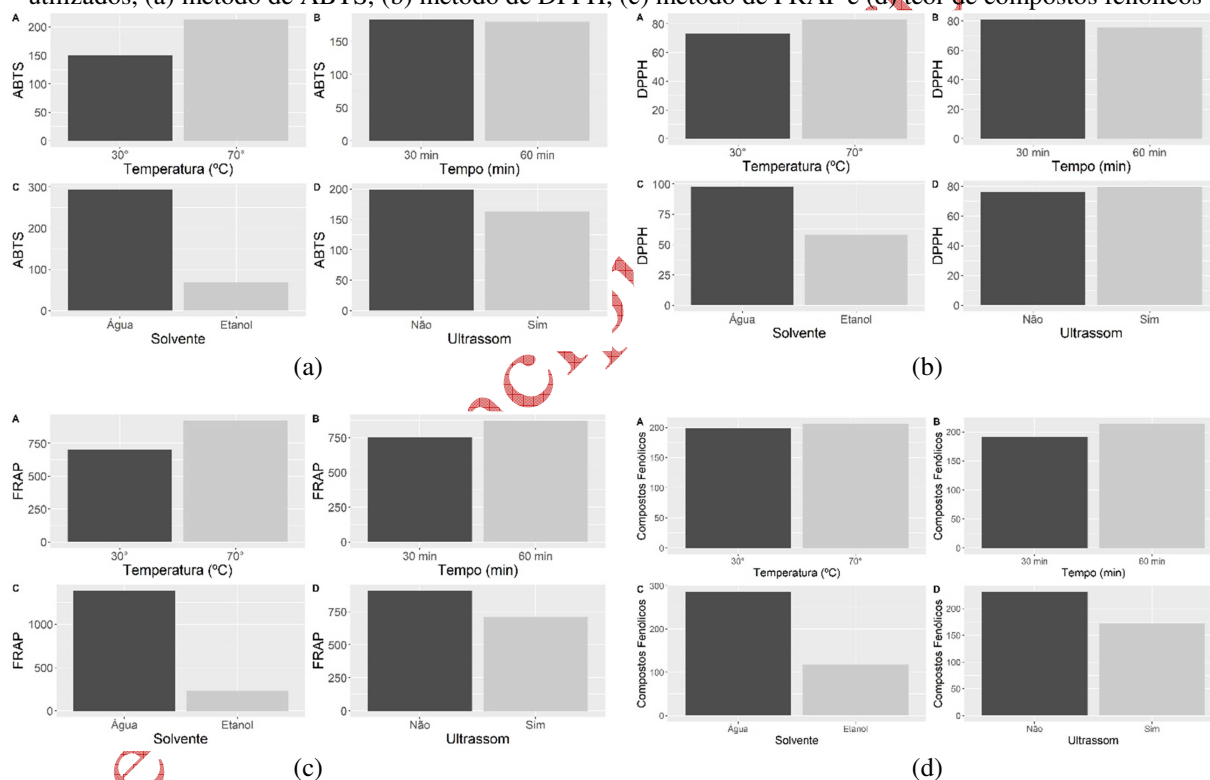 utilizados, (a) método de ABTS, (b) método de DPPH, (c) método de FRAP e (d) teor de compostos fenólicos
A
ABTS
200
150
100
50
0
30°
70°
Temperatura (ºC)
B
ABTS
150
100
50
0
30 min
60 min
Tempo (min)
C
ABTS
300
200
100
0
Água
Etanol
Solvente
D
ABTS
200
150
100
50
0
Não
Sim
Ultrassom
(a)
A
DPPH
80
60
40
20
0
30°
70°
Temperatura (ºC)
B
DPPH
80
60
40
20
0
30 min
60 min
Tempo (min)
C
DPPH
100
75
50
25
0
Água
Etanol
Solvente
D
DPPH
80
60
40
20
0
Não
Sim
Ultrassom
(b)
A
FRAP
750
500
250
0
30°
70°
Temperatura (ºC)
B
FRAP
750
500
250
0
30 min
60 min
Tempo (min)
C
FRAP
1000
500
0
Água
Etanol
Solvente
D
FRAP
750
500
250
0
Não
Sim
Ultrassom
(c)
A
Compostos Fenólicos
200
150
100
50
0
30°
70°
Temperatura (ºC)
B
Compostos Fenólicos
200
150
100
50
0
30 min
60 min
Tempo (min)
C
Compostos Fenólicos
300
200
100
0
Água
Etanol
Solvente
D
Compostos Fenólicos
200
150
100
50
0
Não
Sim
Ultrassom
(d)